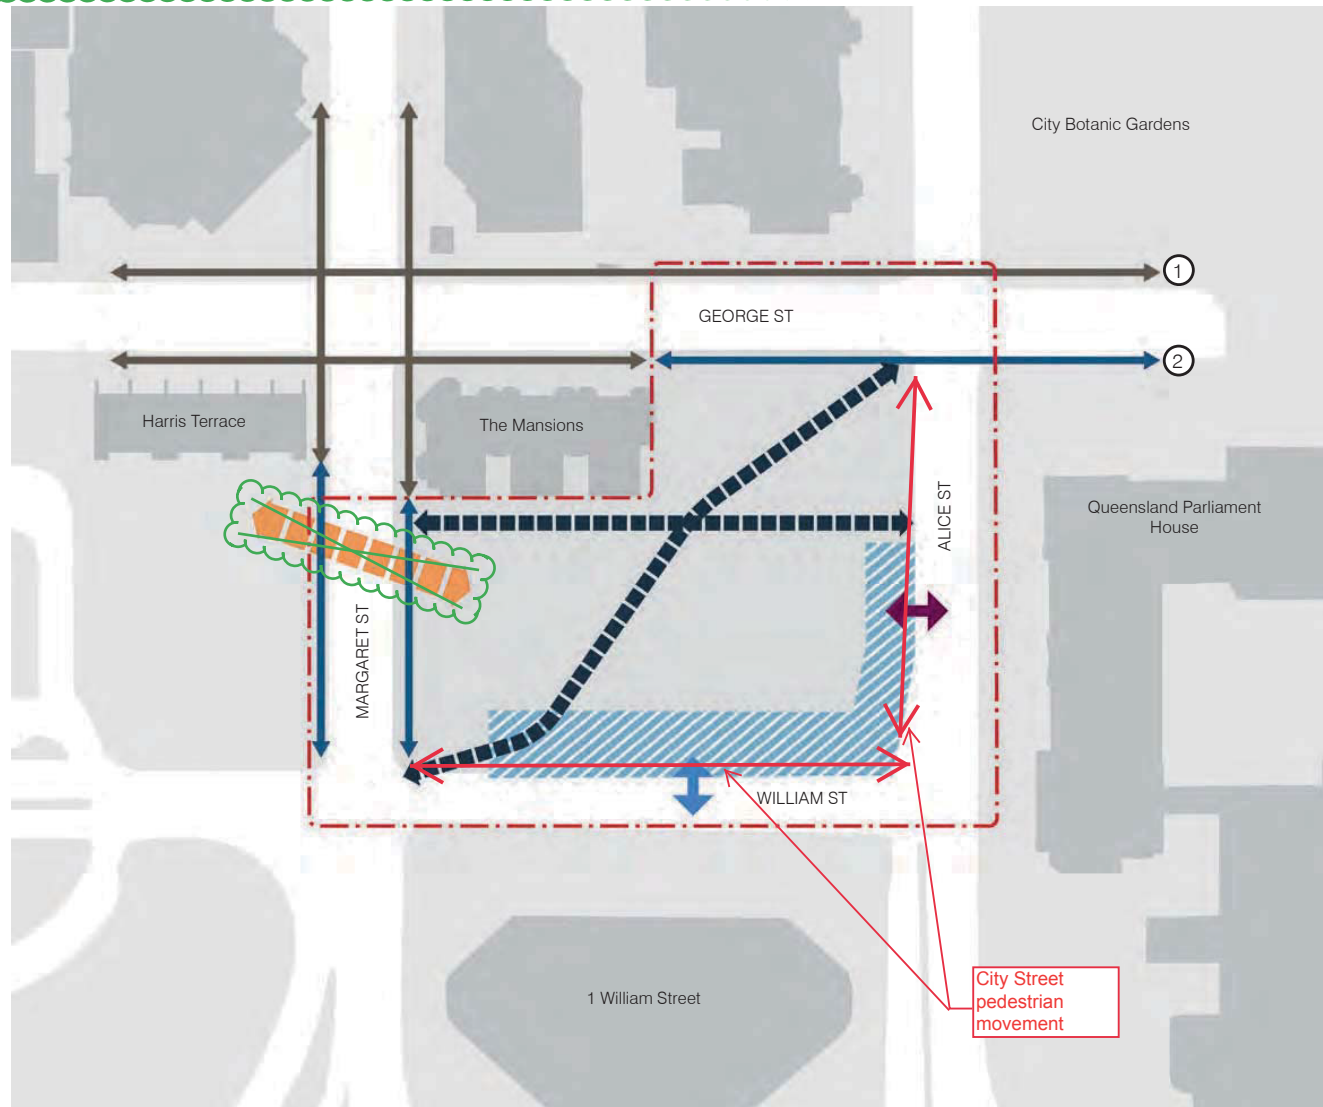 City Botanic Gardens
1
GEORGE ST
2
Harris Terrace
The Mansions
ALICE ST
Queensland Parliament
House
MARGARET ST
WILLIAM ST
1 William Street
City Street
pedestrian
movement